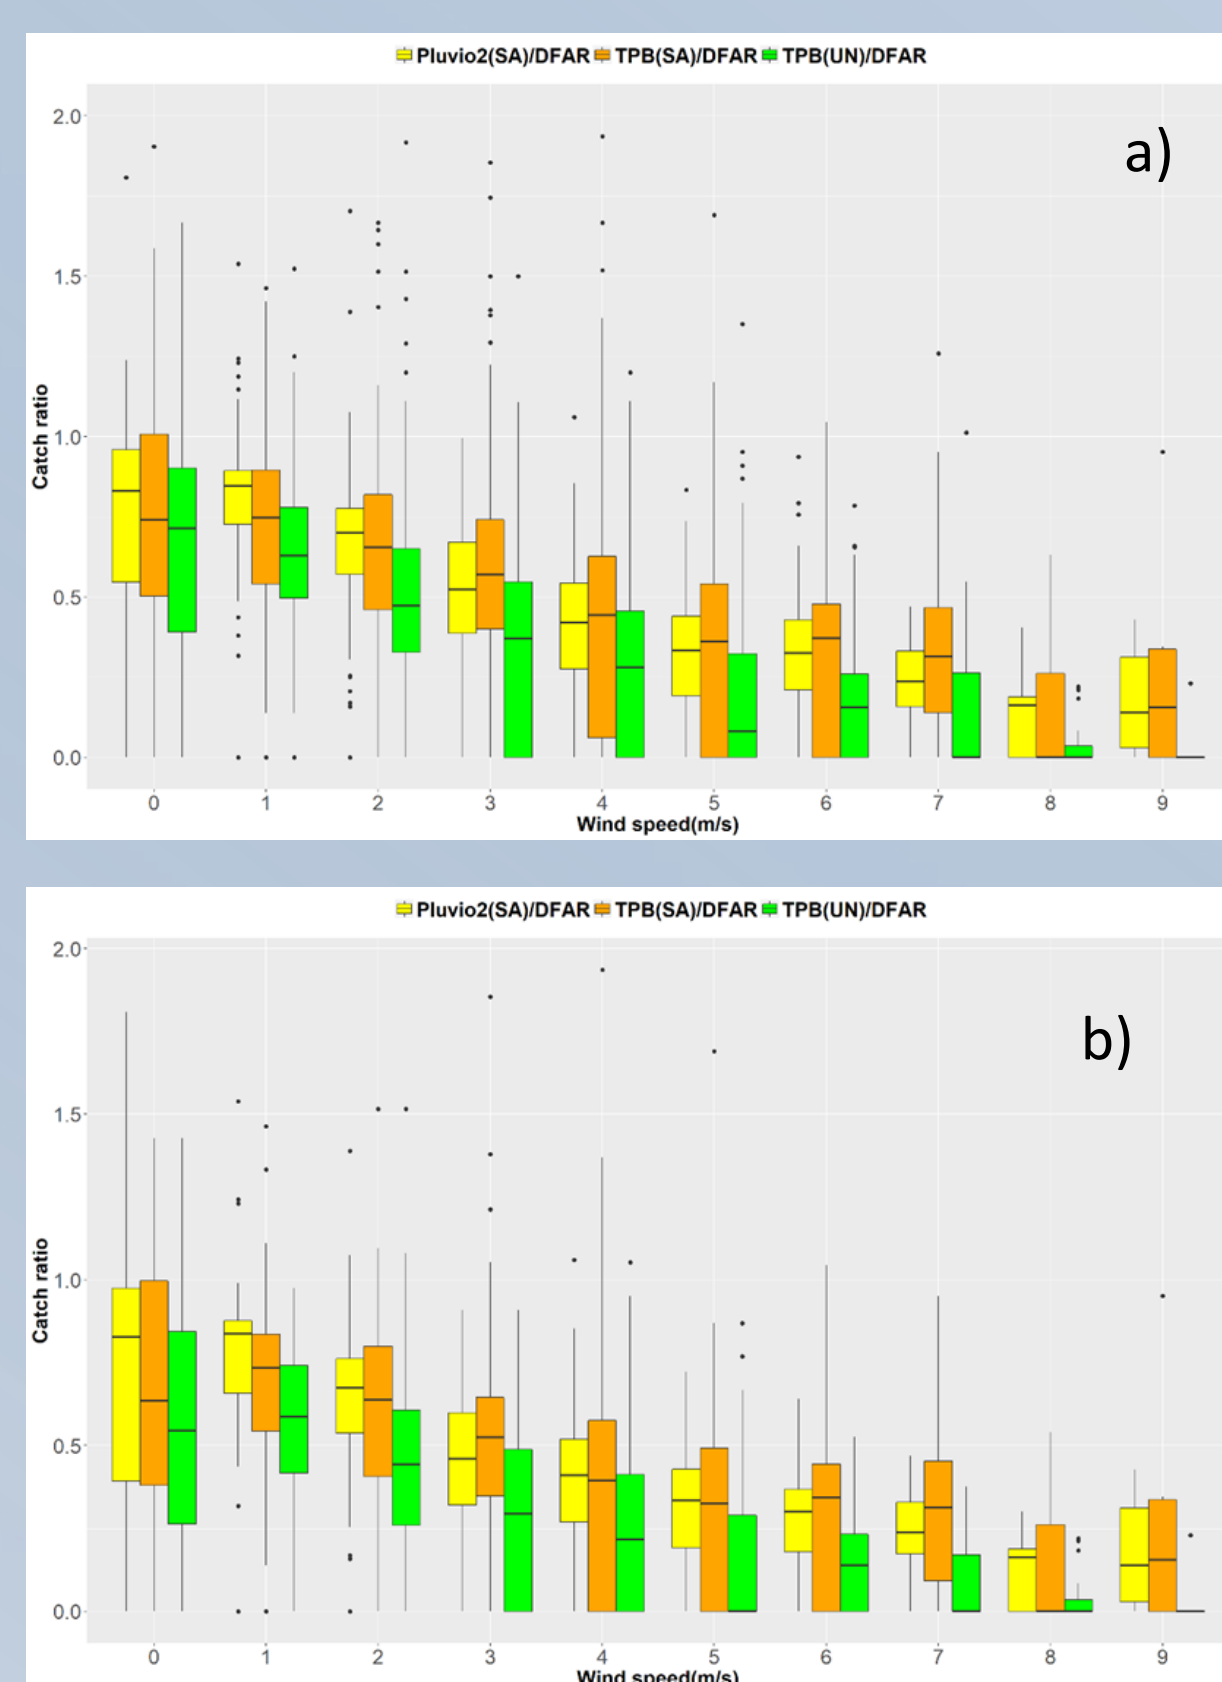 Pluvio2(SA)/DFAR TPB(SA)/DFAR TPB(UN)/DFAR
a)
2.0
1.5
1.0
0.5
0.0
Catch ratio
0 1 2 3 4 5 6 7 8 9
Wind speed(m/s)
Pluvio2(SA)/DFAR TPB(SA)/DFAR TPB(UN)/DFAR
b)
2.0
1.5
1.0
0.5
0.0
Catch ratio
0 1 2 3 4 5 6 7 8 9
Wind speed(m/s)